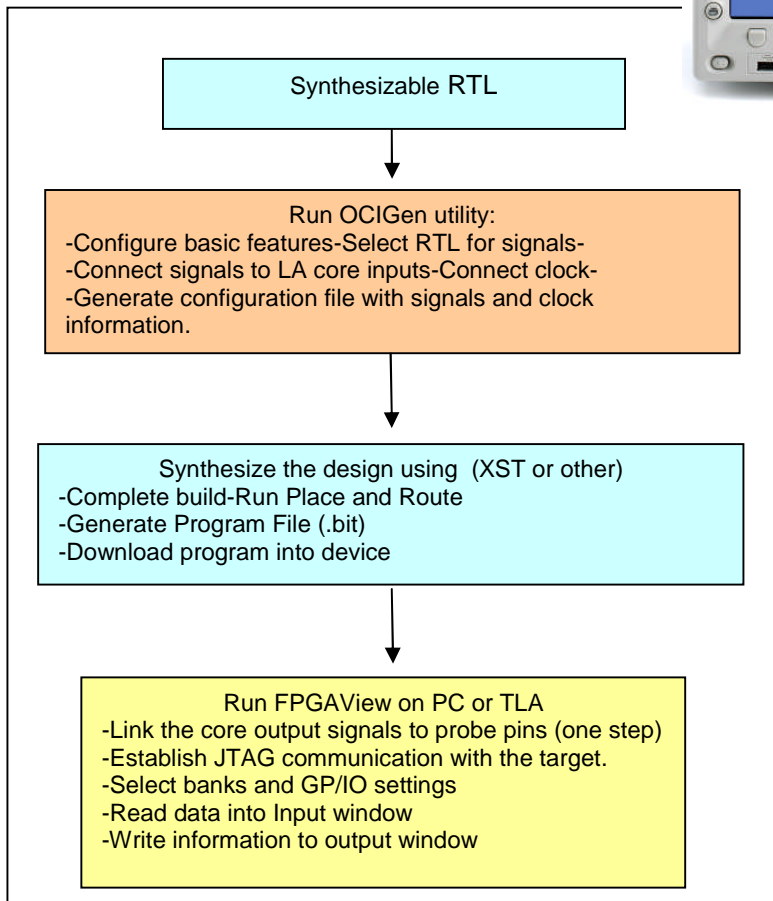 Synthesizable RTL
Run OCIGen utility:
-Configure basic features-Select RTL for signals-
-Connect signals to LA core inputs-Connect clock-
-Generate configuration file with signals and clock
information.
Synthesize the design using  (XST or other)
-Complete build-Run Place and Route
-Generate Program File (.bit)
-Download program into device
Run FPGAView on PC or TLA
-Link the core output signals to probe pins (one step)
-Establish JTAG communication with the target.
-Select banks and GP/IO settings
-Read data into Input window
-Write information to output window